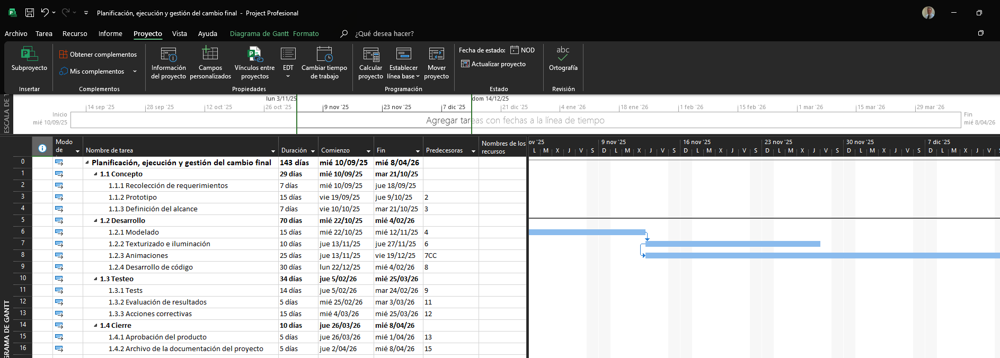 Planificación, ejecución y gestión del cambio final - Project Profesional
Archivo Tarea Recurso Informe Proyecto Vista Ayuda Diagrama de Gantt Formato ¿Qué desea hacer?
Subproyecto
Insertar
Obtener complementos
Mis complementos
Complementos
Información del proyecto
Campos personalizados
Vínculos entre proyectos
EDT
Cambiar tiempo de trabajo
Propiedades
Calcular proyecto
Establecer línea base
Mover proyecto
Programación
Fecha de estado: NOD
Actualizar proyecto
Estado
abc
Ortografía
Revisión
lun 3/11/25 dom 14/12/25
14 sep '25 28 sep '25 12 oct '25 26 oct '25 9 nov '25 23 nov '25 7 dic '25 21 dic '25 4 ene '26 18 ene '26 1 feb '26 15 feb '26 1 mar '26 15 mar '26 29 mar '26
Inicio
mié 10/09/25
Agregar tareas con fechas a la línea de tiempo
Fin
mié 8/04/26
ESCALA DE T
Modo de Nombre de tarea Duración Comienzo Fin Predecesoras Nombres de los recursos
ov '25 9 nov '25 16 nov '25 23 nov '25 30 nov '25 7 dic '25
L M X J V S D L M X J V S D L M X J V S D L M X J V S D L M X J V S D L M X J V
0 Planificación, ejecución y gestión del cambio final 143 días mié 10/09/25 mié 8/04/26
1 1.1 Concepto 29 días mié 10/09/25 mar 21/10/25
2 1.1.1 Recolección de requerimientos 7 días mié 10/09/25 jue 18/09/25
3 1.1.2 Prototipo 15 días vie 19/09/25 jue 9/10/25 2
4 1.1.3 Definición del alcance 7 días vie 10/10/25 mar 21/10/25 3
5 1.2 Desarrollo 70 días mié 22/10/25 mié 4/02/26
6 1.2.1 Modelado 15 días mié 22/10/25 mié 12/11/25 4
7 1.2.2 Texturizado e iluminación 10 días jue 13/11/25 jue 27/11/25 6
8 1.2.3 Animaciones 25 días jue 13/11/25 vie 19/12/25 7CC
9 1.2.4 Desarrollo de código 30 días lun 22/12/25 mié 4/02/26 8
10 1.3 Testeo 34 días jue 5/02/26 mié 25/03/26
11 1.3.1 Tests 14 días jue 5/02/26 mar 24/02/26 9
12 1.3.2 Evaluación de resultados 5 días mié 25/02/26 mar 3/03/26 11
13 1.3.3 Acciones correctivas 15 días mié 4/03/26 mié 25/03/26 12
14 1.4 Cierre 10 días jue 26/03/26 mié 8/04/26
15 1.4.1 Aprobación del producto 5 días jue 26/03/26 mié 1/04/26 13
16 1.4.2 Archivo de la documentación del proyecto 5 días jue 2/04/26 mié 8/04/26 15
GRAMA DE GANTT